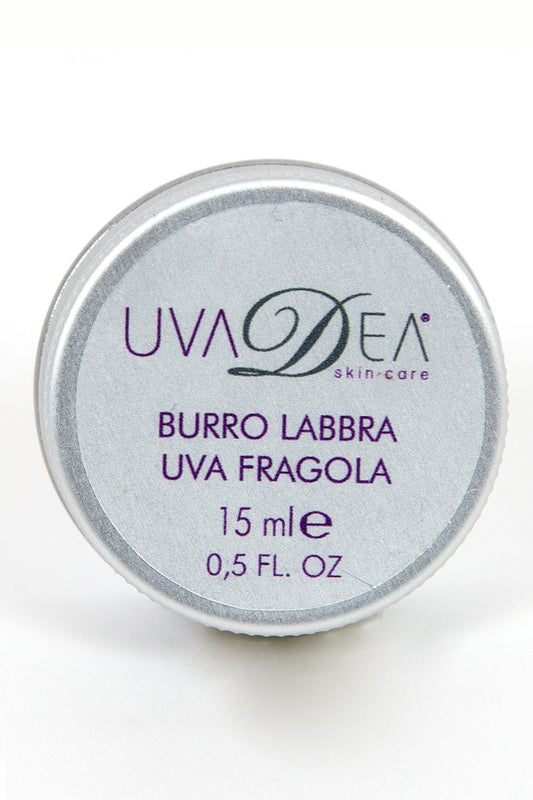 UVADEA®
skin·care
BURRO LABBRA
UVA FRAGOLA
15 ml ℮
0,5 FL. OZ